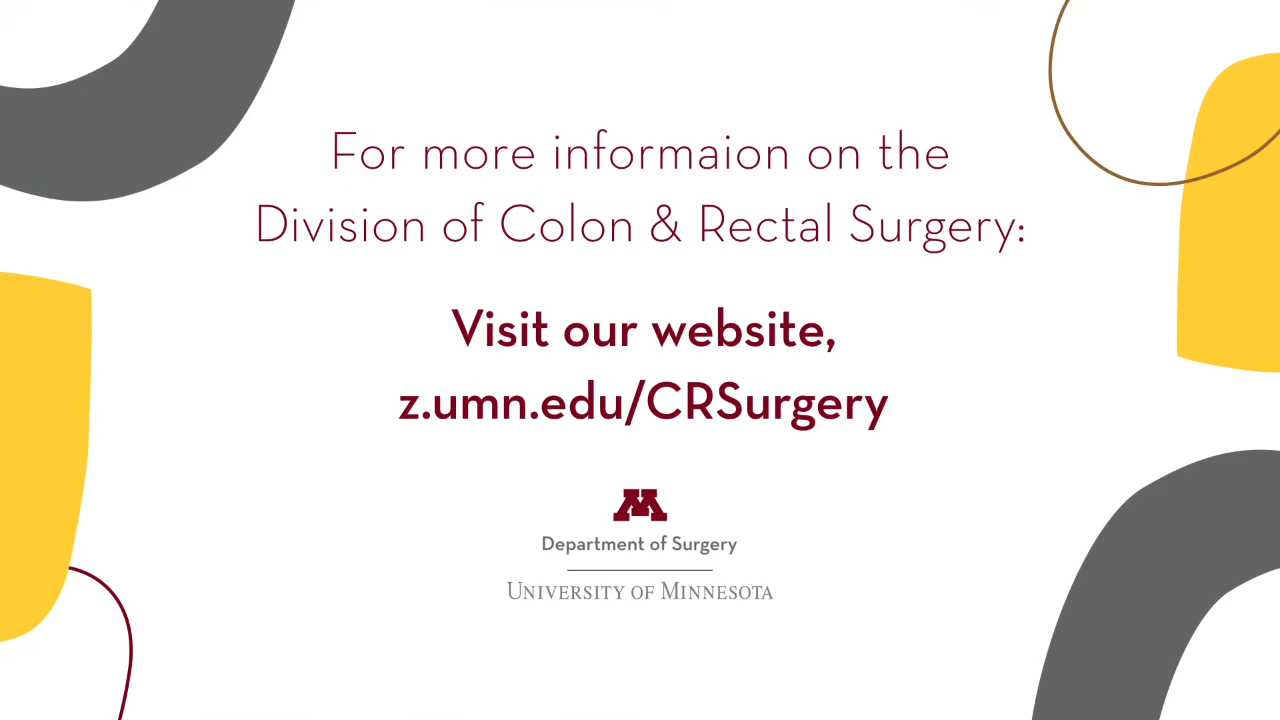 For more informaion on the
Division of Colon & Rectal Surgery:
Visit our website,
z.umn.edu/CRSurgery
M
Department of Surgery
University of Minnesota